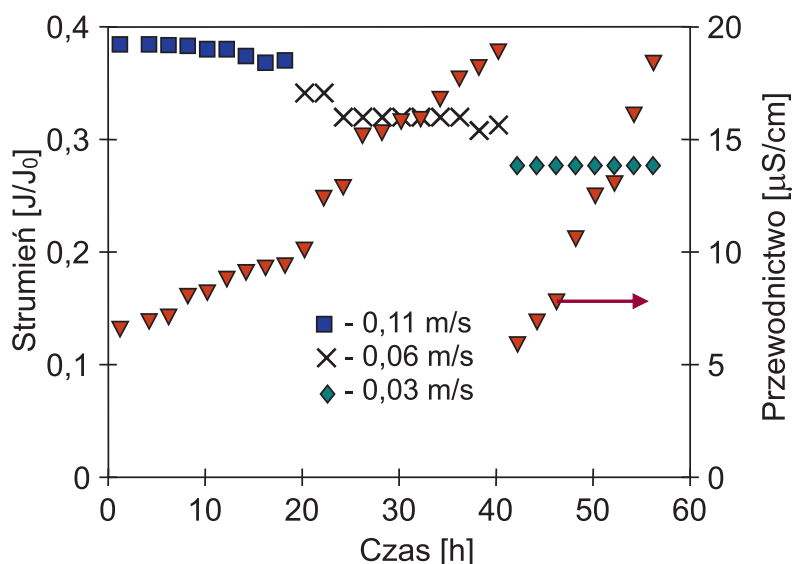 Strumień [J/J0]
0,4
0,3
0,2
0,1
0
- 0,11 m/s
- 0,06 m/s
- 0,03 m/s
20
15
10
5
0
Przewodnictwo [µS/cm]
0 10 20 30 40 50 60
Czas [h]